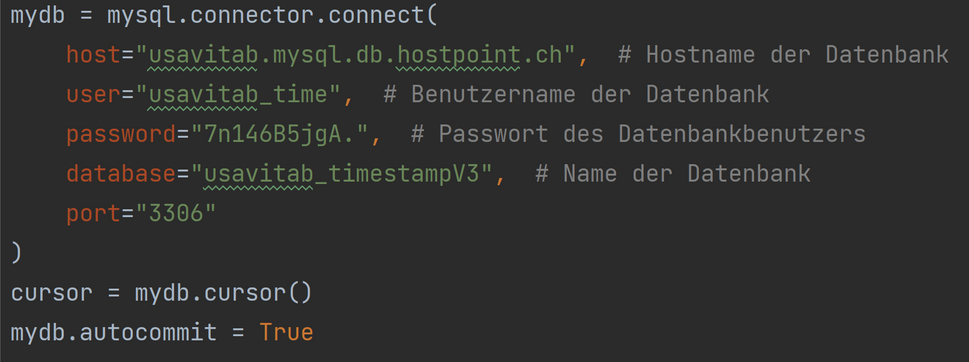 mydb = mysql.connector.connect(
    host="usavitab.mysql.db.hostpoint.ch",  # Hostname der Datenbank
    user="usavitab_time",  # Benutzername der Datenbank
    password="7n146B5jgA.",  # Passwort des Datenbankbenutzers
    database="usavitab_timestampV3",  # Name der Datenbank
    port="3306"
)
cursor = mydb.cursor()
mydb.autocommit = True